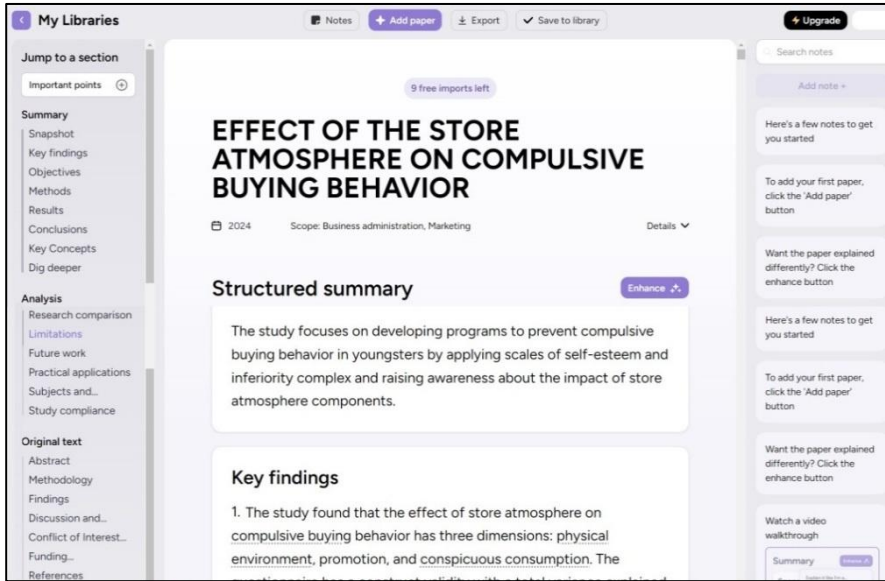 My Libraries
Notes
Add paper
Export
Save to library
Upgrade
Jump to a section
Important points
Summary
Snapshot
Key findings
Objectives
Methods
Results
Conclusions
Key Concepts
Dig deeper
Analysis
Research comparison
Limitations
Future work
Practical applications
Subjects and...
Study compliance
Original text
Abstract
Methodology
Findings
Discussion and...
Conflict of Interest...
Funding...
References
9 free imports left
EFFECT OF THE STORE
ATMOSPHERE ON COMPULSIVE
BUYING BEHAVIOR
2024
Scope: Business administration, Marketing
Details
Structured summary
Enhance
The study focuses on developing programs to prevent compulsive
buying behavior in youngsters by applying scales of self-esteem and
inferiority complex and raising awareness about the impact of store
atmosphere components.
Key findings
1. The study found that the effect of store atmosphere on
compulsive buying behavior has three dimensions: physical
environment, promotion, and conspicuous consumption. The
Search notes
Add note +
Here's a few notes to get
you started
To add your first paper,
click the 'Add paper'
button
Want the paper explained
differently? Click the
enhance button
Here's a few notes to get
you started
To add your first paper,
click the 'Add paper'
button
Want the paper explained
differently? Click the
enhance button
Watch a video
walkthrough
Summary
Enhance